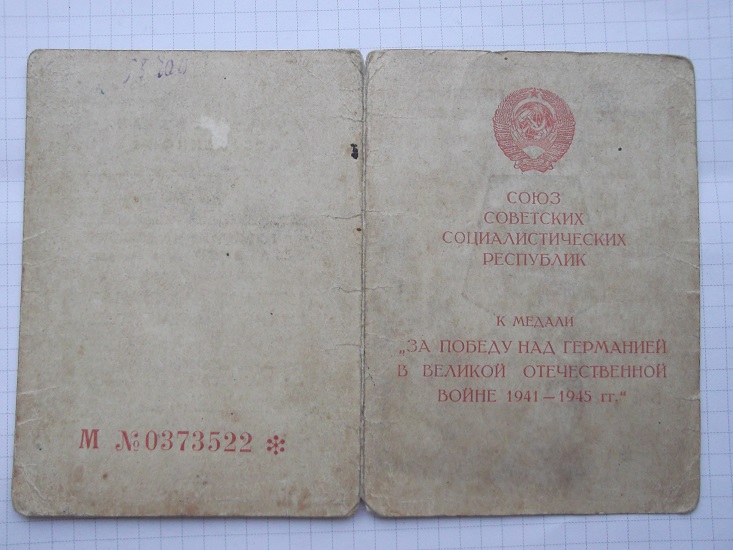 М №0373522 *
СОЮЗ
СОВЕТСКИХ
СОЦИАЛИСТИЧЕСКИХ
РЕСПУБЛИК
К МЕДАЛИ
„ЗА ПОБЕДУ НАД ГЕРМАНИЕЙ
В ВЕЛИКОЙ ОТЕЧЕСТВЕННОЙ
ВОЙНЕ 1941 — 1945 гг.“